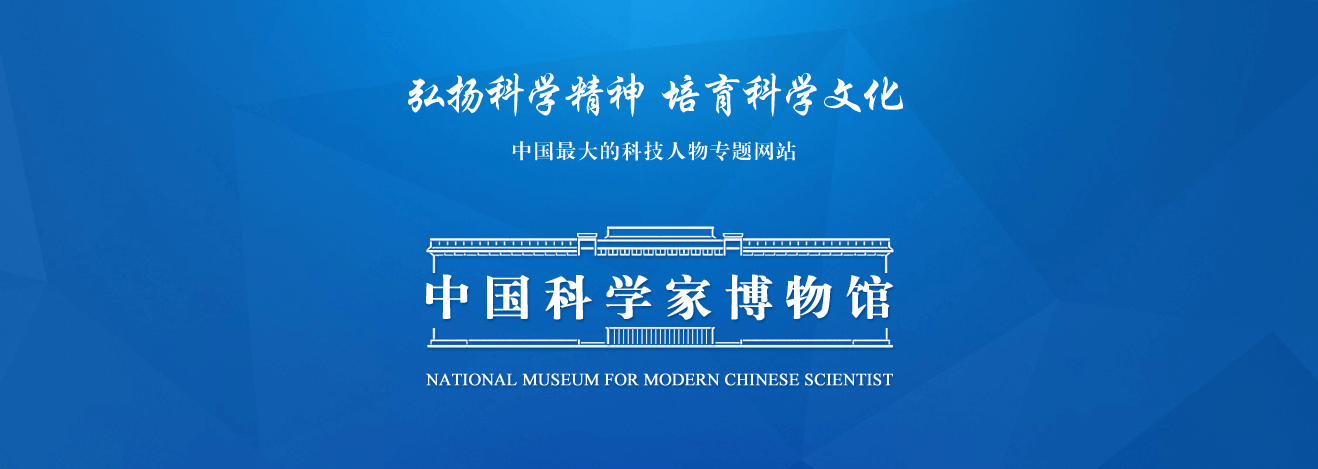 弘扬科学精神 培育科学文化
中国最大的科技人物专题网站
中国科学家博物馆
NATIONAL MUSEUM FOR MODERN CHINESE SCIENTIST